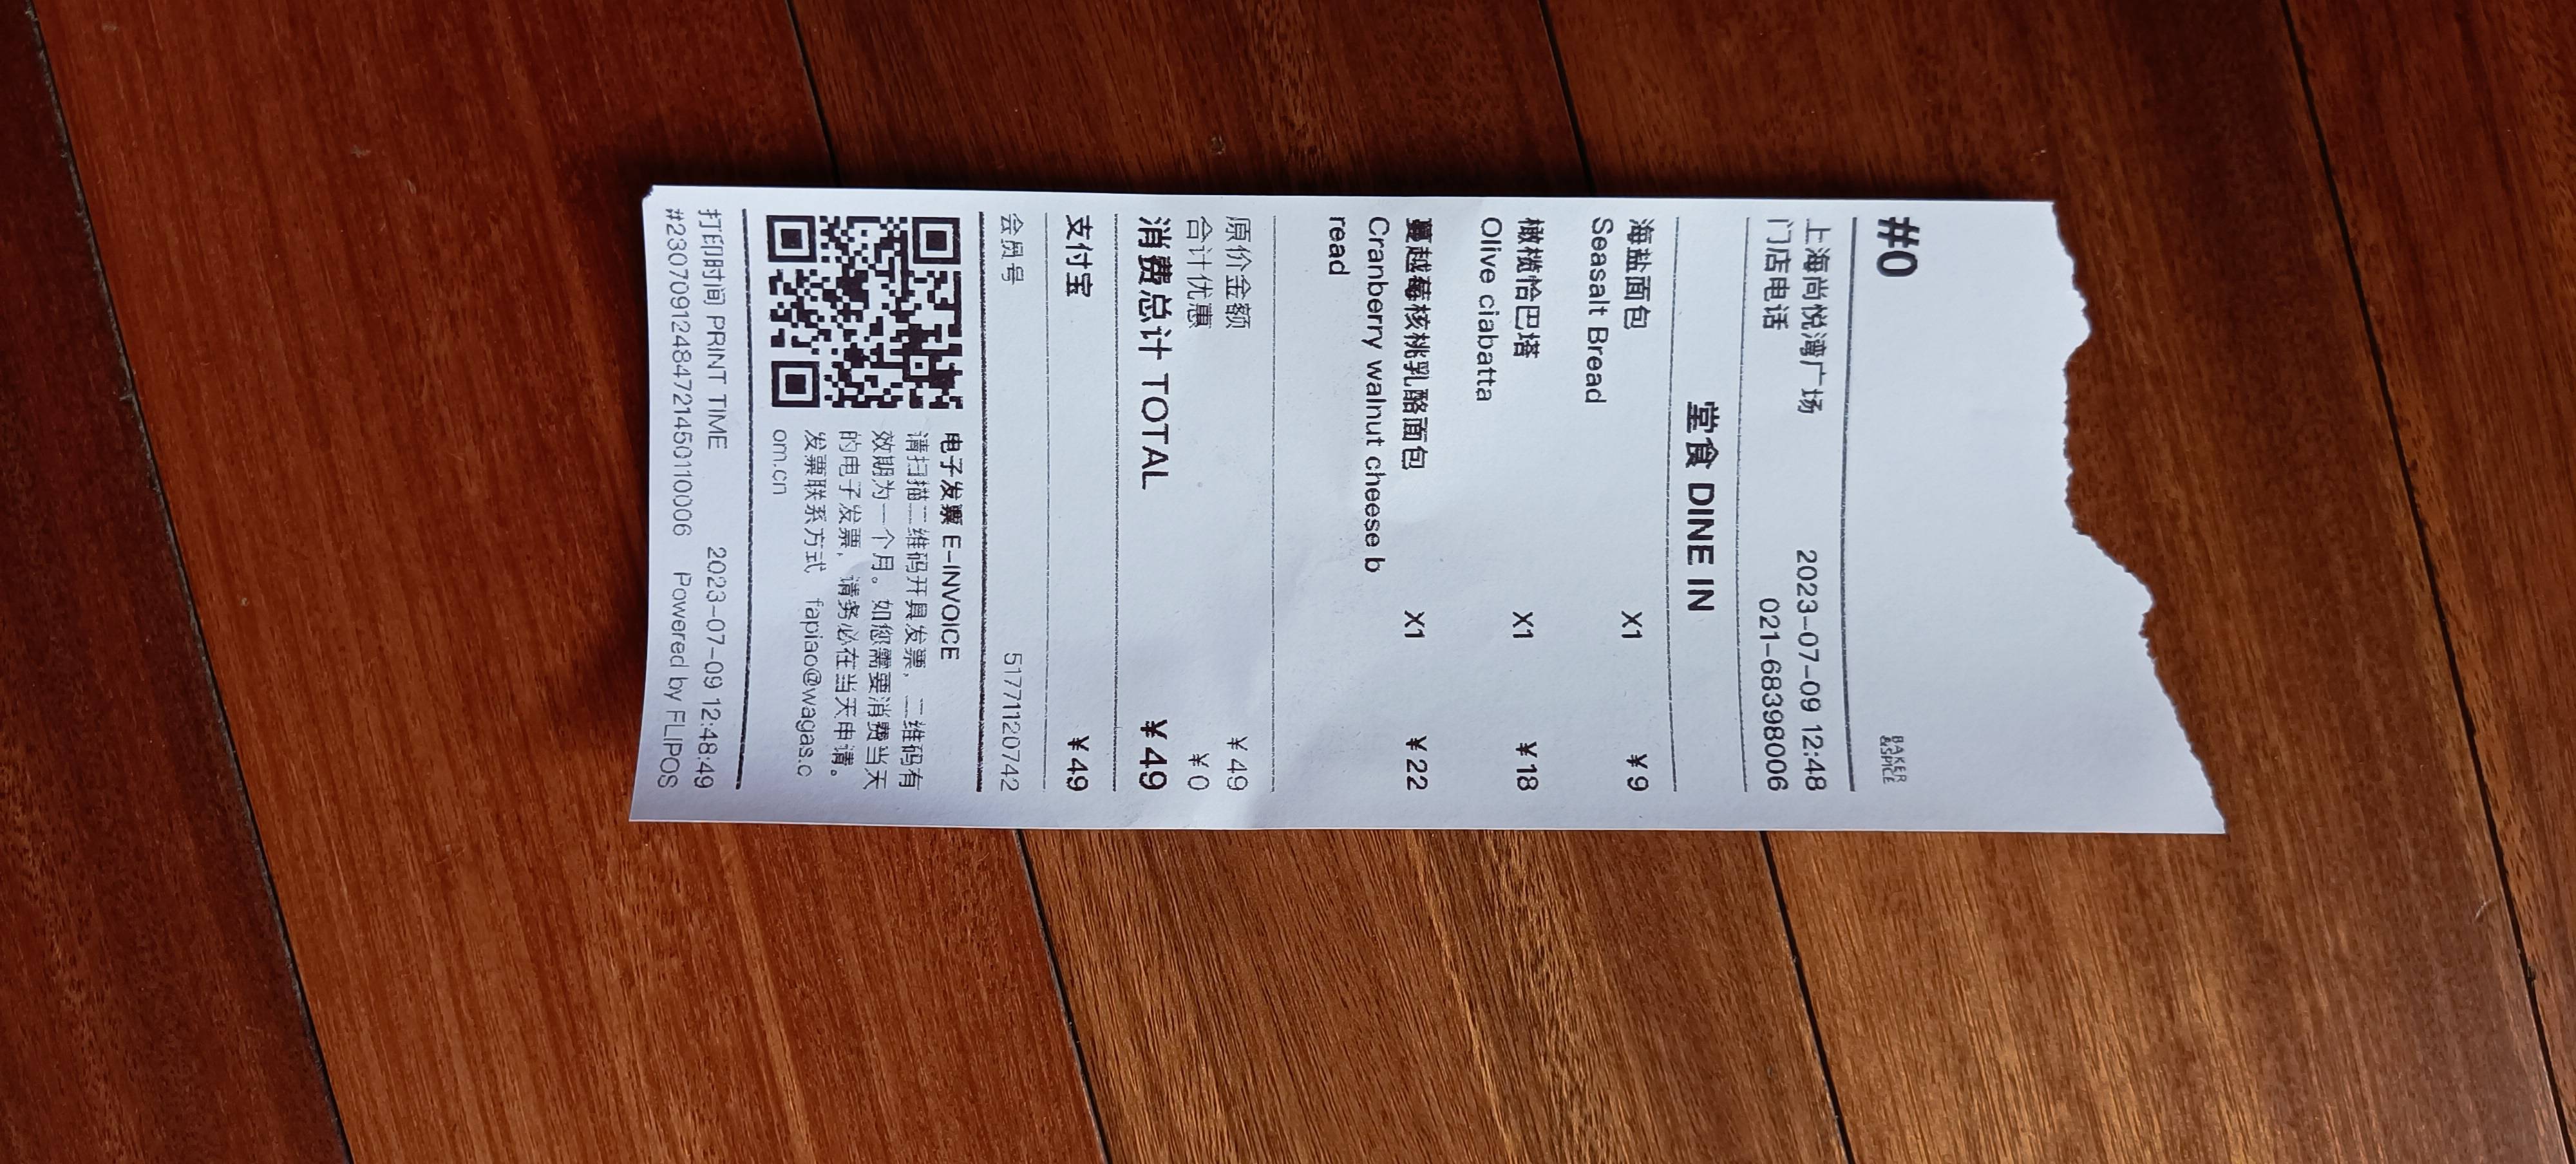 #0
BAKER
&SPICE
上海尚悦湾广场 2023-07-09 12:48
门店电话 021-68398006
堂食 DINE IN
海盐面包 X1 ¥9
Seasalt Bread
橄榄恰巴塔 X1 ¥18
Olive ciabatta
蔓越莓核桃乳酪面包 X1 ¥22
Cranberry walnut cheese b
read
原价金额 ¥49
合计优惠 ¥0
消费总计 TOTAL ¥49
支付宝 ¥49
会员号 5177112​0742
电子发票 E-INVOICE
请扫描二维码开具发票，二维码有
效期为一个月。如您需要消费当天
的电子发票，请务必在当天申请。
发票联系方式 fapiao@wagas.c
om.cn
打印时间 PRINT TIME 2023-07-09 12:48:49
#23070912484721450110006 Powered by FLIPOS